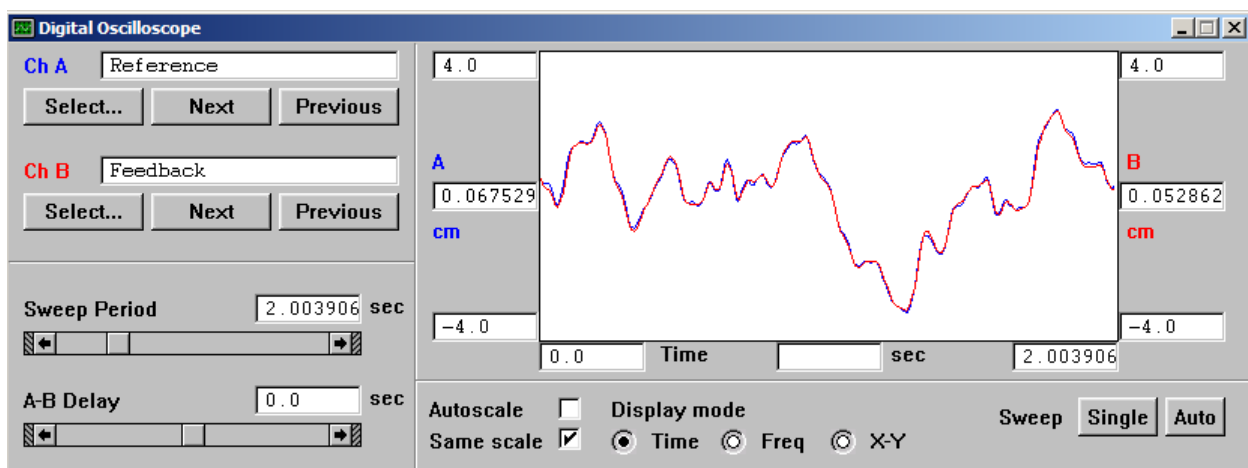 Digital Oscilloscope
Ch A Reference
Select... Next Previous
Ch B Feedback
Select... Next Previous
Sweep Period 2.003906 sec
A-B Delay 0.0 sec
4.0 4.0
A B
0.067529 0.052862
cm cm
-4.0 -4.0
0.0 Time sec 2.003906
Autoscale Display mode
Same scale Time Freq X-Y
Sweep Single Auto